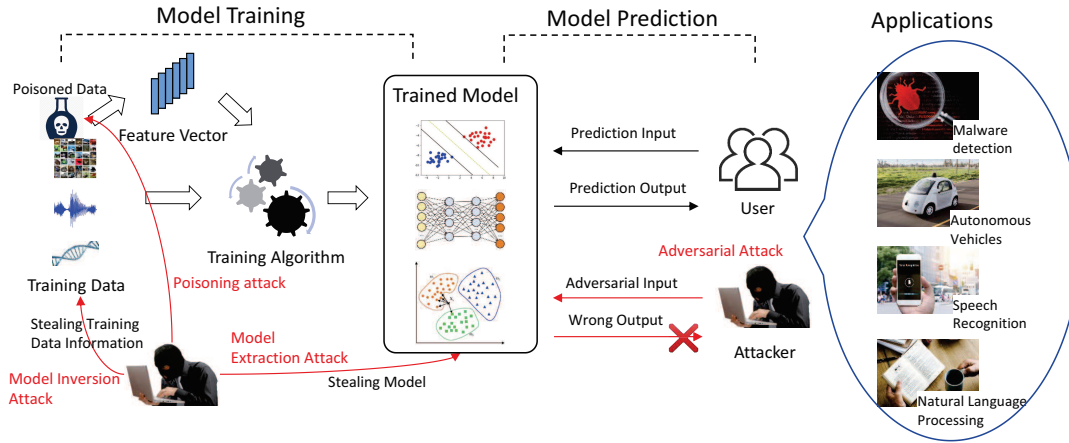 Model Training
Model Prediction
Applications
Poisoned Data
Feature Vector
Training Algorithm
Training Data
Trained Model
Prediction Input
Prediction Output
User
Adversarial Attack
Adversarial Input
Wrong Output
Attacker
Poisoning attack
Stealing Training
Data Information
Model Inversion
Attack
Model
Extraction Attack
Stealing Model
Malware
detection
Autonomous
Vehicles
Speech
Recognition
Natural Language
Processing